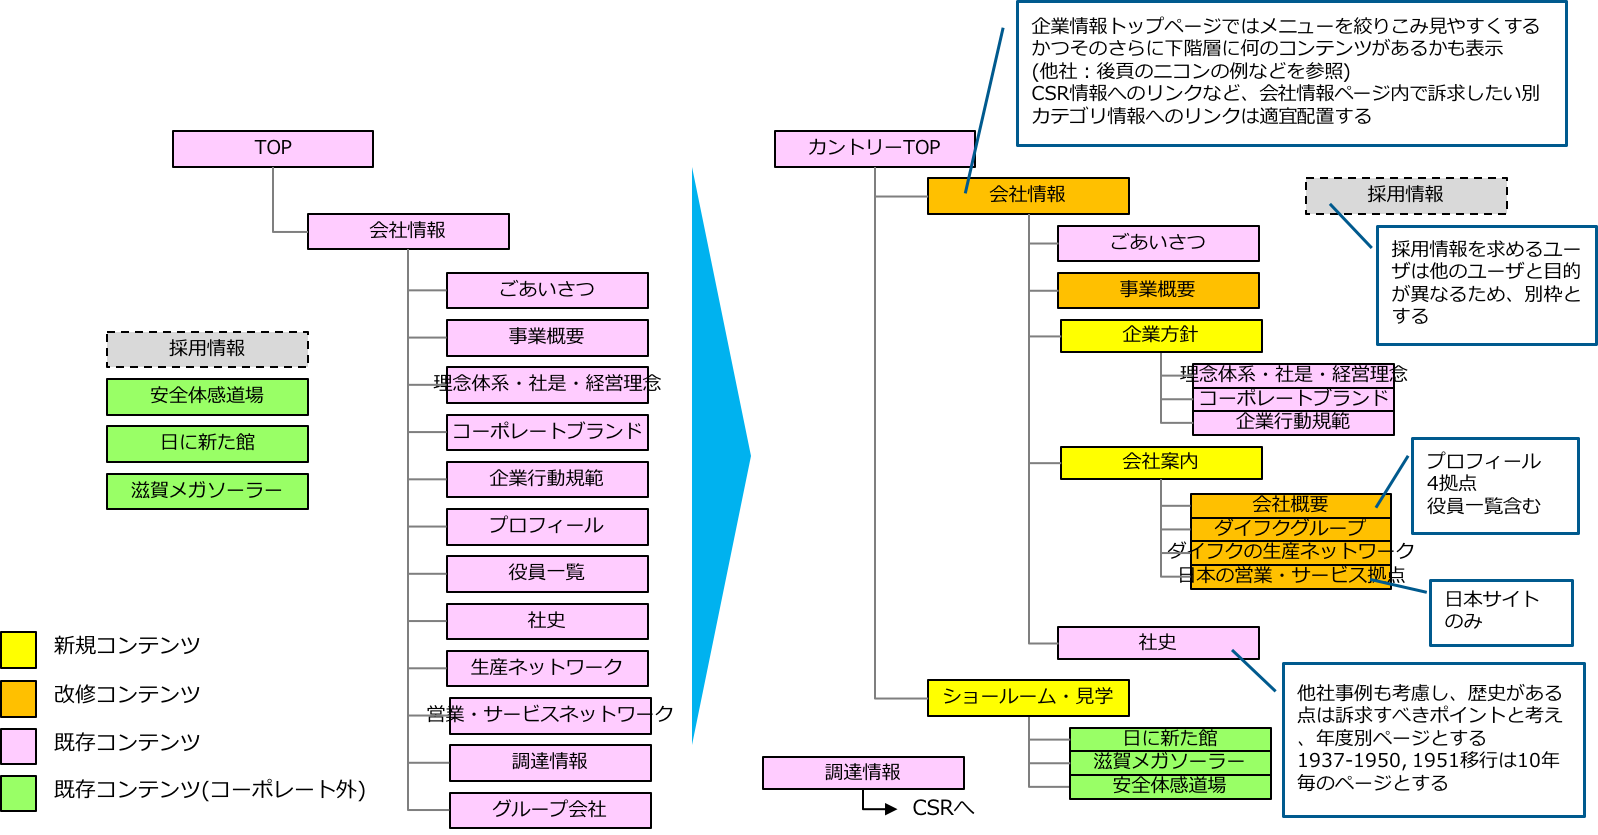 TOP
会社情報
ごあいさつ
事業概要
理念体系・社是・経営理念
コーポレートブランド
企業行動規範
プロフィール
役員一覧
社史
生産ネットワーク
営業・サービスネットワーク
調達情報
グループ会社
採用情報
安全体感道場
日に新た館
滋賀メガソーラー
新規コンテンツ
改修コンテンツ
既存コンテンツ
既存コンテンツ(コーポレート外)
企業情報トップページではメニューを絞りこみ見やすくする
かつそのさらに下階層に何のコンテンツがあるかも表示
(他社：後頁のニコンの例などを参照)
CSR情報へのリンクなど、会社情報ページ内で訴求したい別
カテゴリ情報へのリンクは適宜配置する
カントリーTOP
会社情報
ごあいさつ
事業概要
企業方針
理念体系・社是・経営理念
コーポレートブランド
企業行動規範
会社案内
会社概要
ダイフクグループ
ダイフクの生産ネットワーク
日本の営業・サービス拠点
社史
ショールーム・見学
日に新た館
滋賀メガソーラー
安全体感道場
調達情報
CSRへ
採用情報
採用情報を求めるユー
ザは他のユーザと目的
が異なるため、別枠と
する
プロフィール
4拠点
役員一覧含む
日本サイト
のみ
他社事例も考慮し、歴史がある
点は訴求すべきポイントと考え
、年度別ページとする
1937-1950, 1951移行は10年
毎のページとする